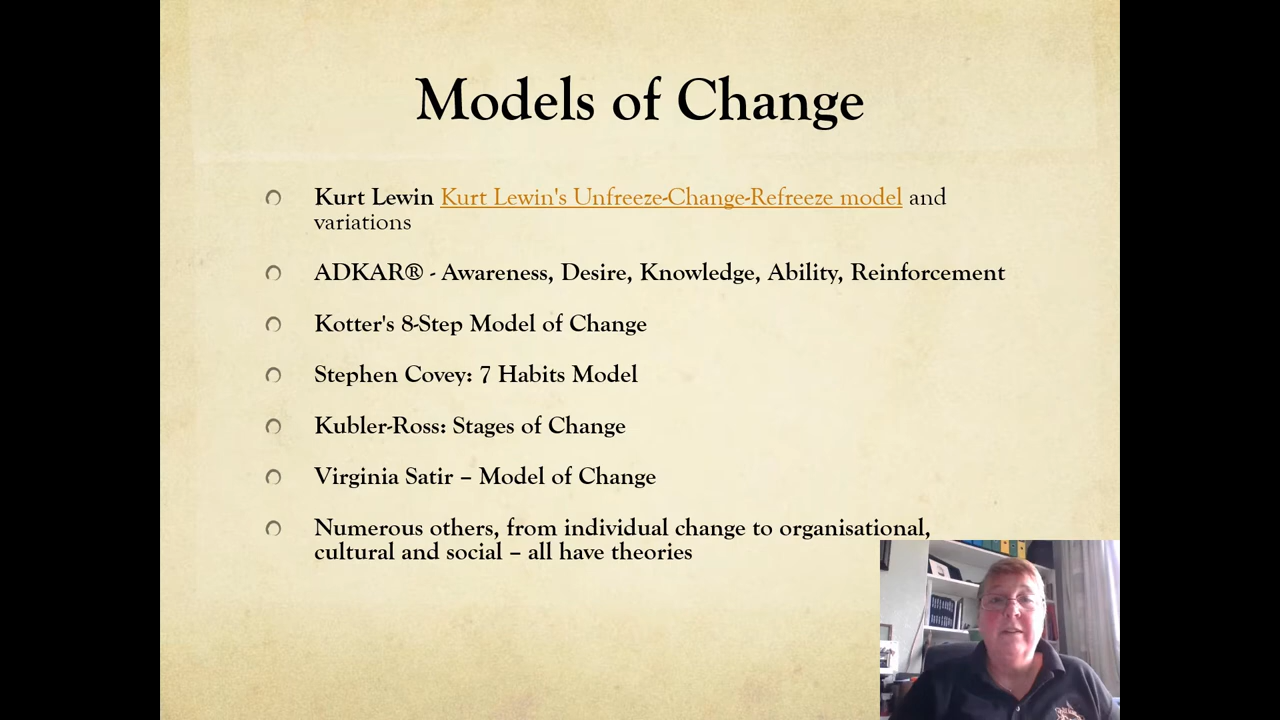 Models of Change
Kurt Lewin Kurt Lewin's Unfreeze-Change-Refreeze model and
variations
ADKAR® - Awareness, Desire, Knowledge, Ability, Reinforcement
Kotter's 8-Step Model of Change
Stephen Covey: 7 Habits Model
Kubler-Ross: Stages of Change
Virginia Satir – Model of Change
Numerous others, from individual change to organisational,
cultural and social – all have theories